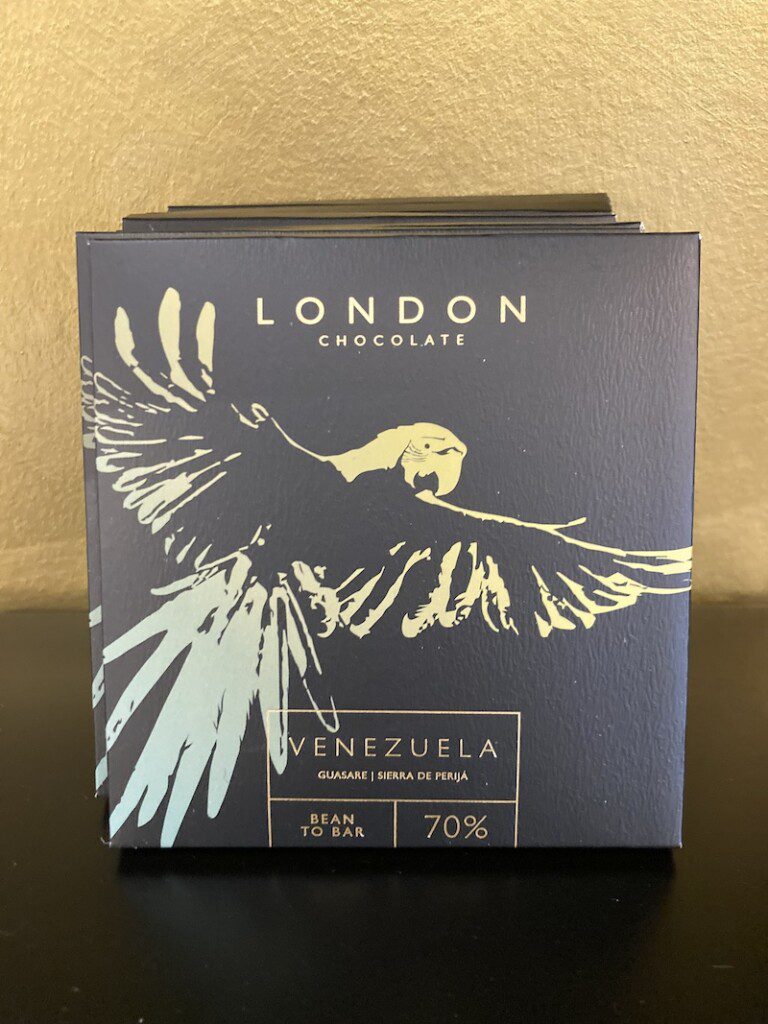 LONDON
CHOCOLATE
VENEZUELA
GUASARE | SIERRA DE PERIJÁ
BEAN
TO BAR
70%